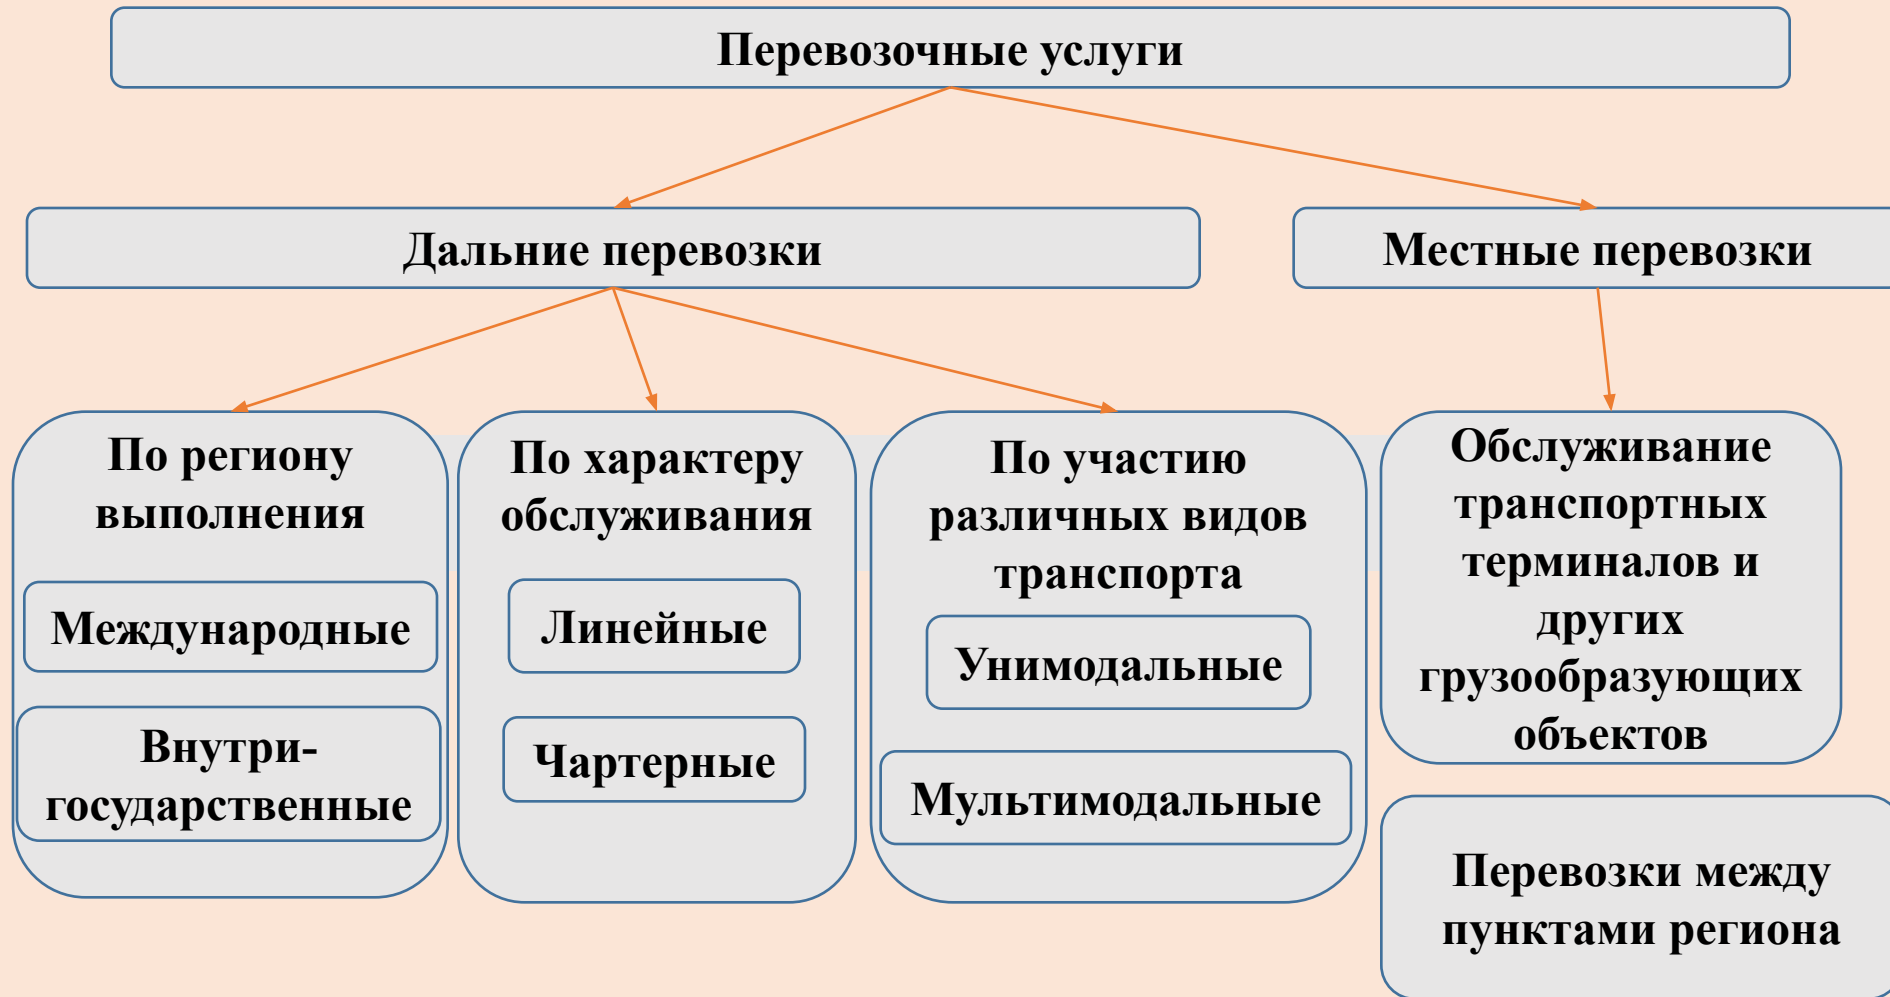 Перевозочные услуги
Дальние перевозки
Местные перевозки
По региону
выполнения
Международные
Внутри-
государственные
По характеру
обслуживания
Линейные
Чартерные
По участию
различных видов
транспорта
Унимодальные
Мультимодальные
Обслуживание
транспортных
терминалов и
других
грузообразующих
объектов
Перевозки между
пунктами региона